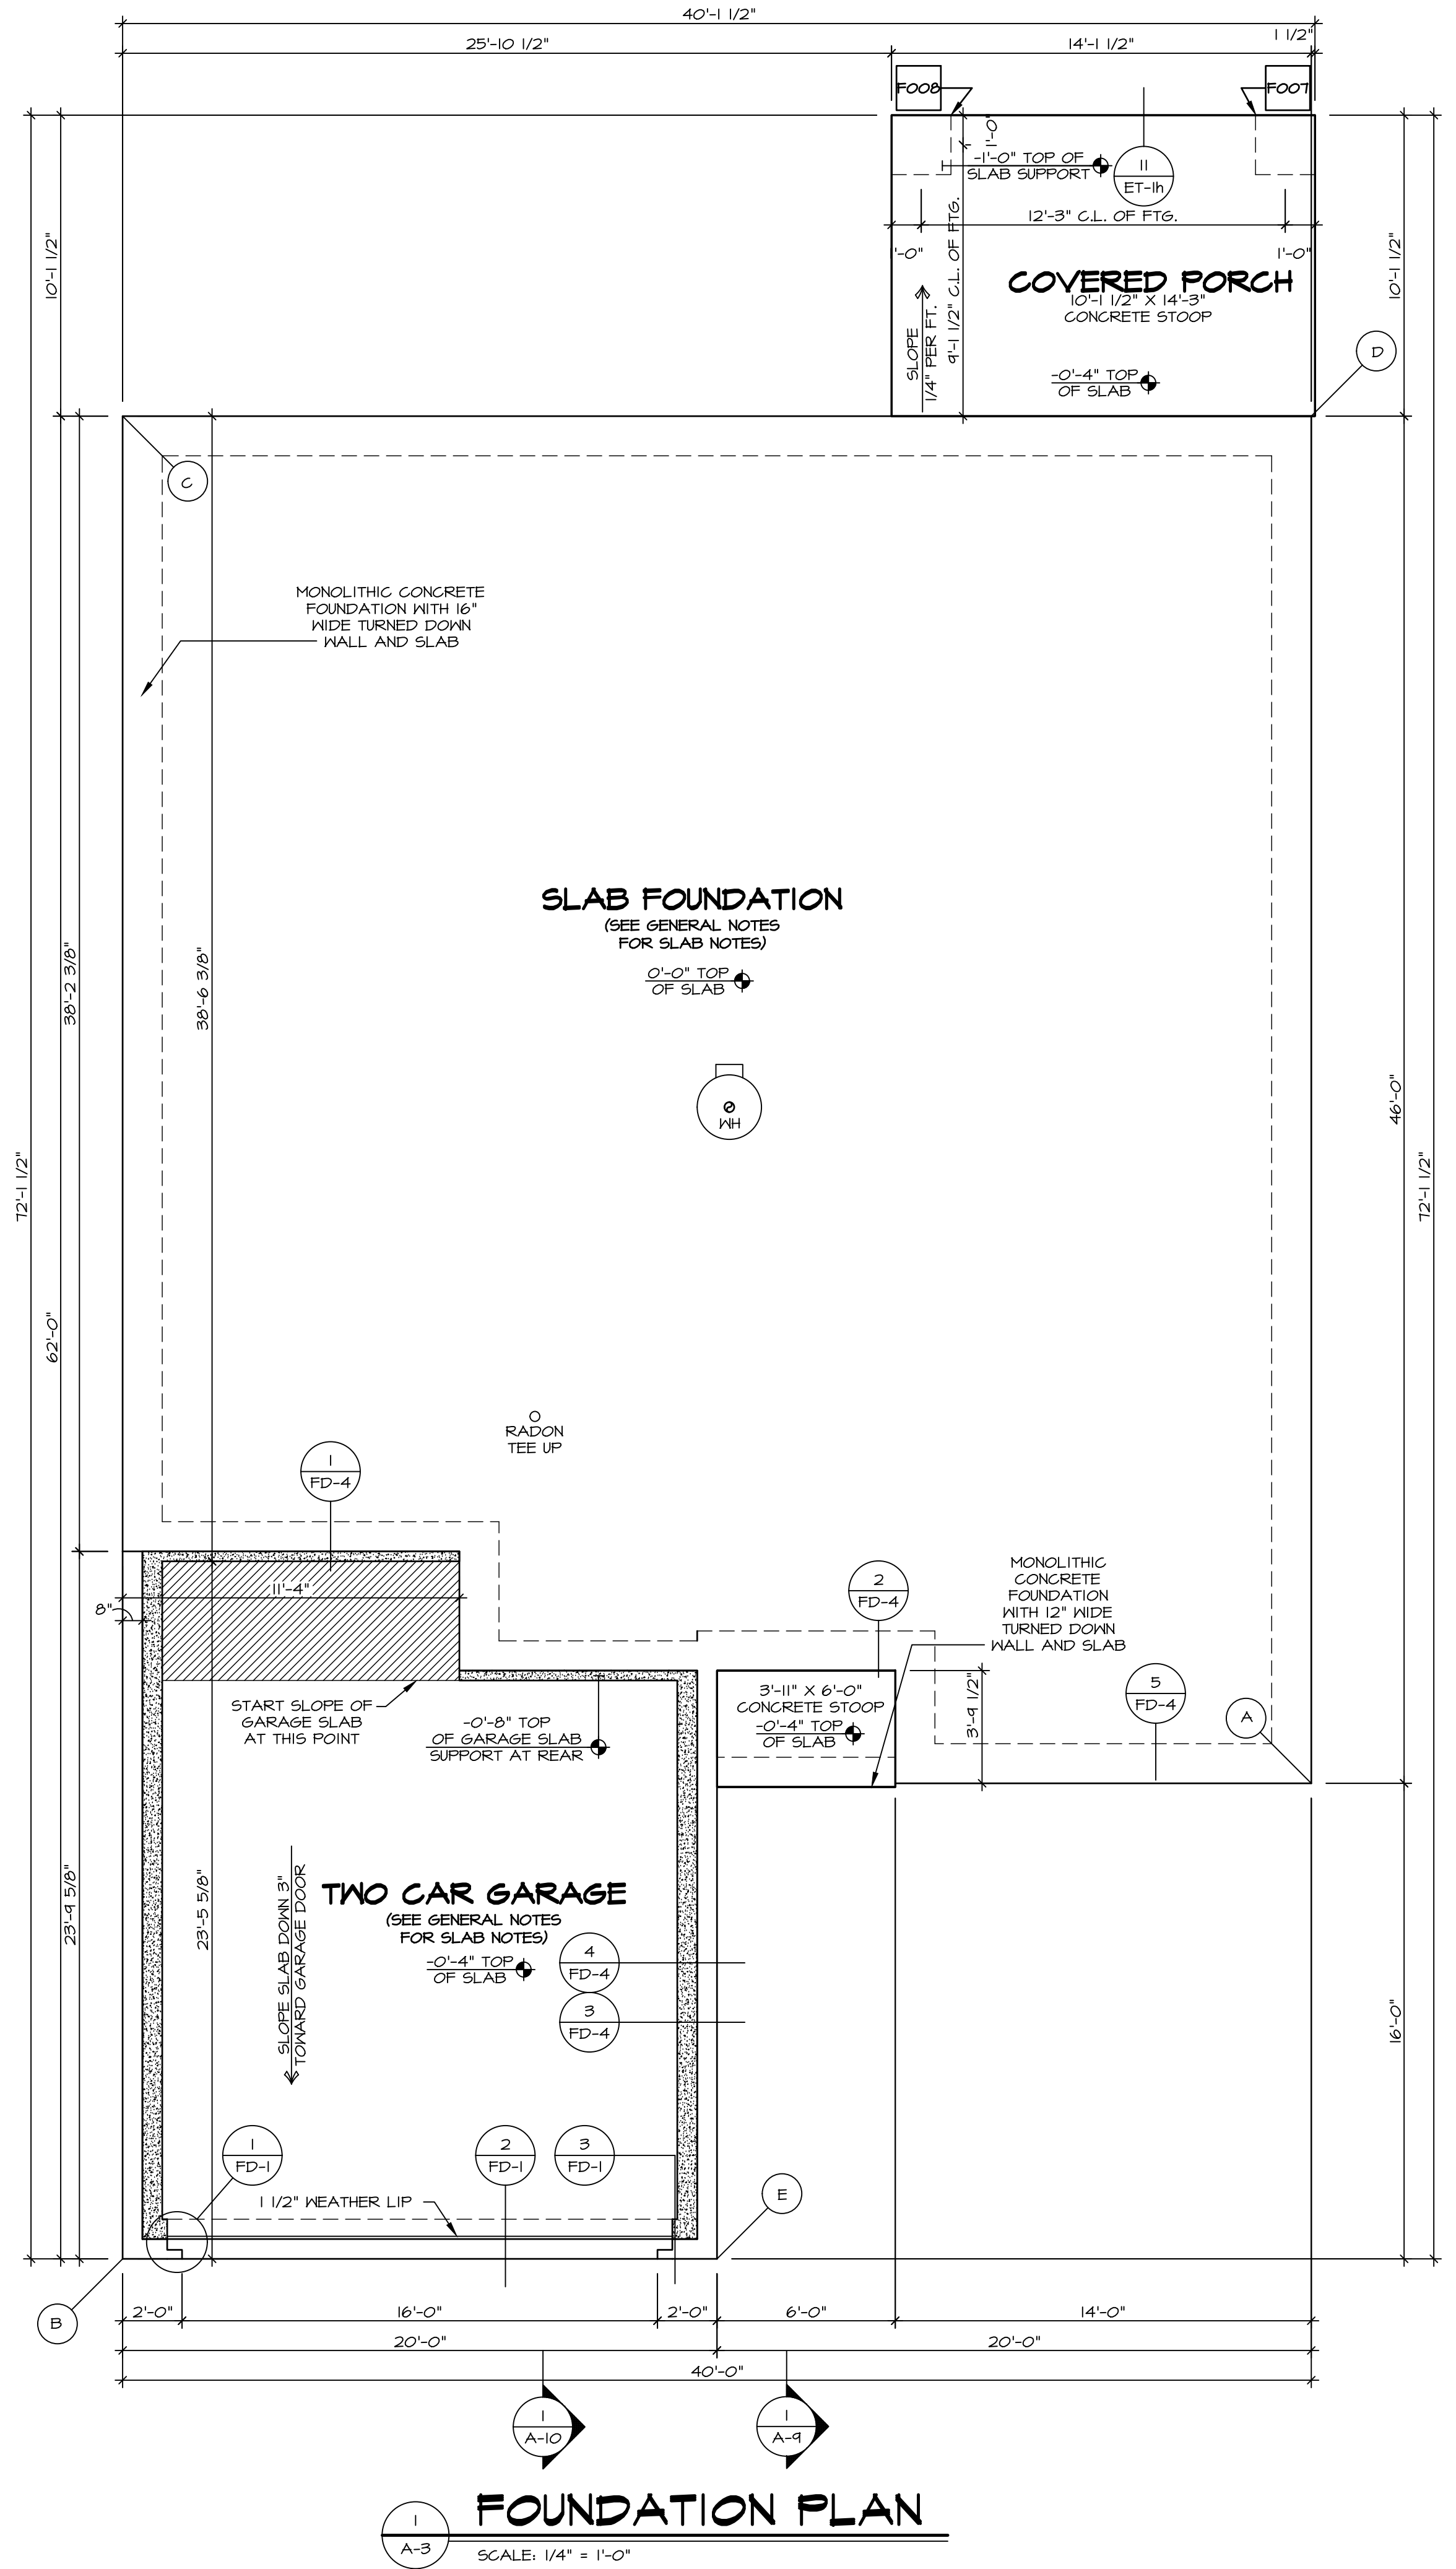 40'-1 1/2"
25'-10 1/2"
14'-1 1/2"
1 1/2"
F008
F007
1'-0"
-1'-0" TOP OF
SLAB SUPPORT
11
ET-1h
12'-3" C.L. OF FTG.
1'-0"
1'-0"
9'-1 1/2" C.L. OF FTG.
COVERED PORCH
10'-1 1/2" X 14'-3"
CONCRETE STOOP
SLOPE
1/4" PER FT.
-0'-4" TOP
OF SLAB
10'-1 1/2"
10'-1 1/2"
D
C
MONOLITHIC CONCRETE
FOUNDATION WITH 16"
WIDE TURNED DOWN
WALL AND SLAB
SLAB FOUNDATION
(SEE GENERAL NOTES
FOR SLAB NOTES)
0'-0" TOP
OF SLAB
WH
38'-2 3/8"
38'-6 3/8"
46'-0"
72'-1 1/2"
72'-1 1/2"
62'-0"
RADON
TEE UP
1
FD-4
11'-4"
8"
2
FD-4
MONOLITHIC
CONCRETE
FOUNDATION
WITH 12" WIDE
TURNED DOWN
WALL AND SLAB
3'-11" X 6'-0"
CONCRETE STOOP
-0'-4" TOP
OF SLAB
3'-9 1/2"
5
FD-4
A
START SLOPE OF
GARAGE SLAB
AT THIS POINT
-0'-8" TOP
OF GARAGE SLAB
SUPPORT AT REAR
23'-9 5/8"
23'-5 5/8"
SLOPE SLAB DOWN 3"
TOWARD GARAGE DOOR
TWO CAR GARAGE
(SEE GENERAL NOTES
FOR SLAB NOTES)
-0'-4" TOP
OF SLAB
4
FD-4
3
FD-4
16'-0"
1
FD-1
2
FD-1
3
FD-1
1 1/2" WEATHER LIP
E
B
2'-0"
16'-0"
2'-0"
6'-0"
14'-0"
20'-0"
20'-0"
40'-0"
1
A-10
1
A-9
FOUNDATION PLAN
1
A-3
SCALE: 1/4" = 1'-0"